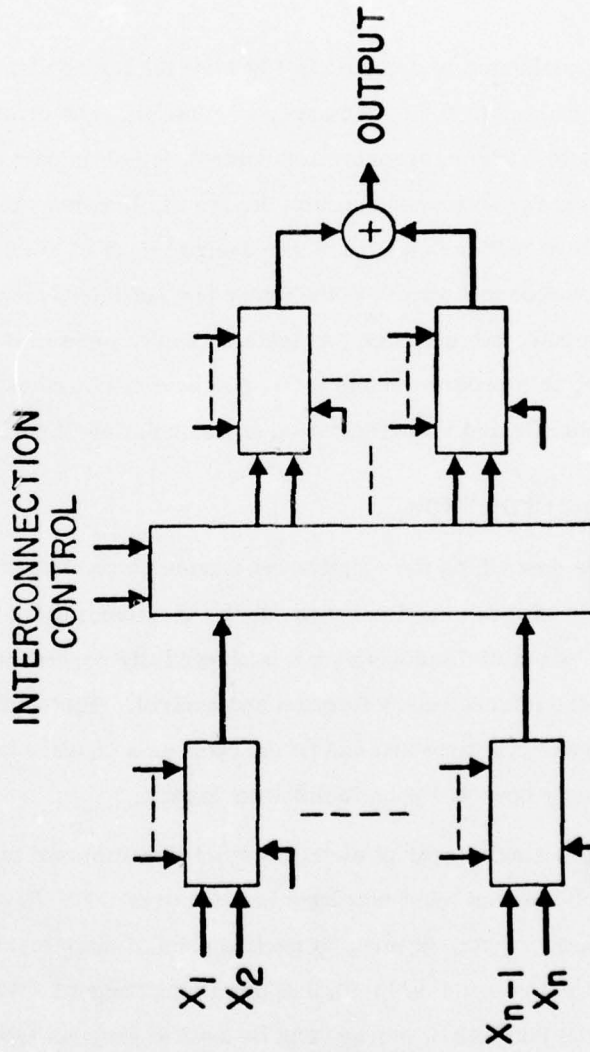 INTERCONNECTION
CONTROL
X1
X2
Xn-1
Xn
+
OUTPUT